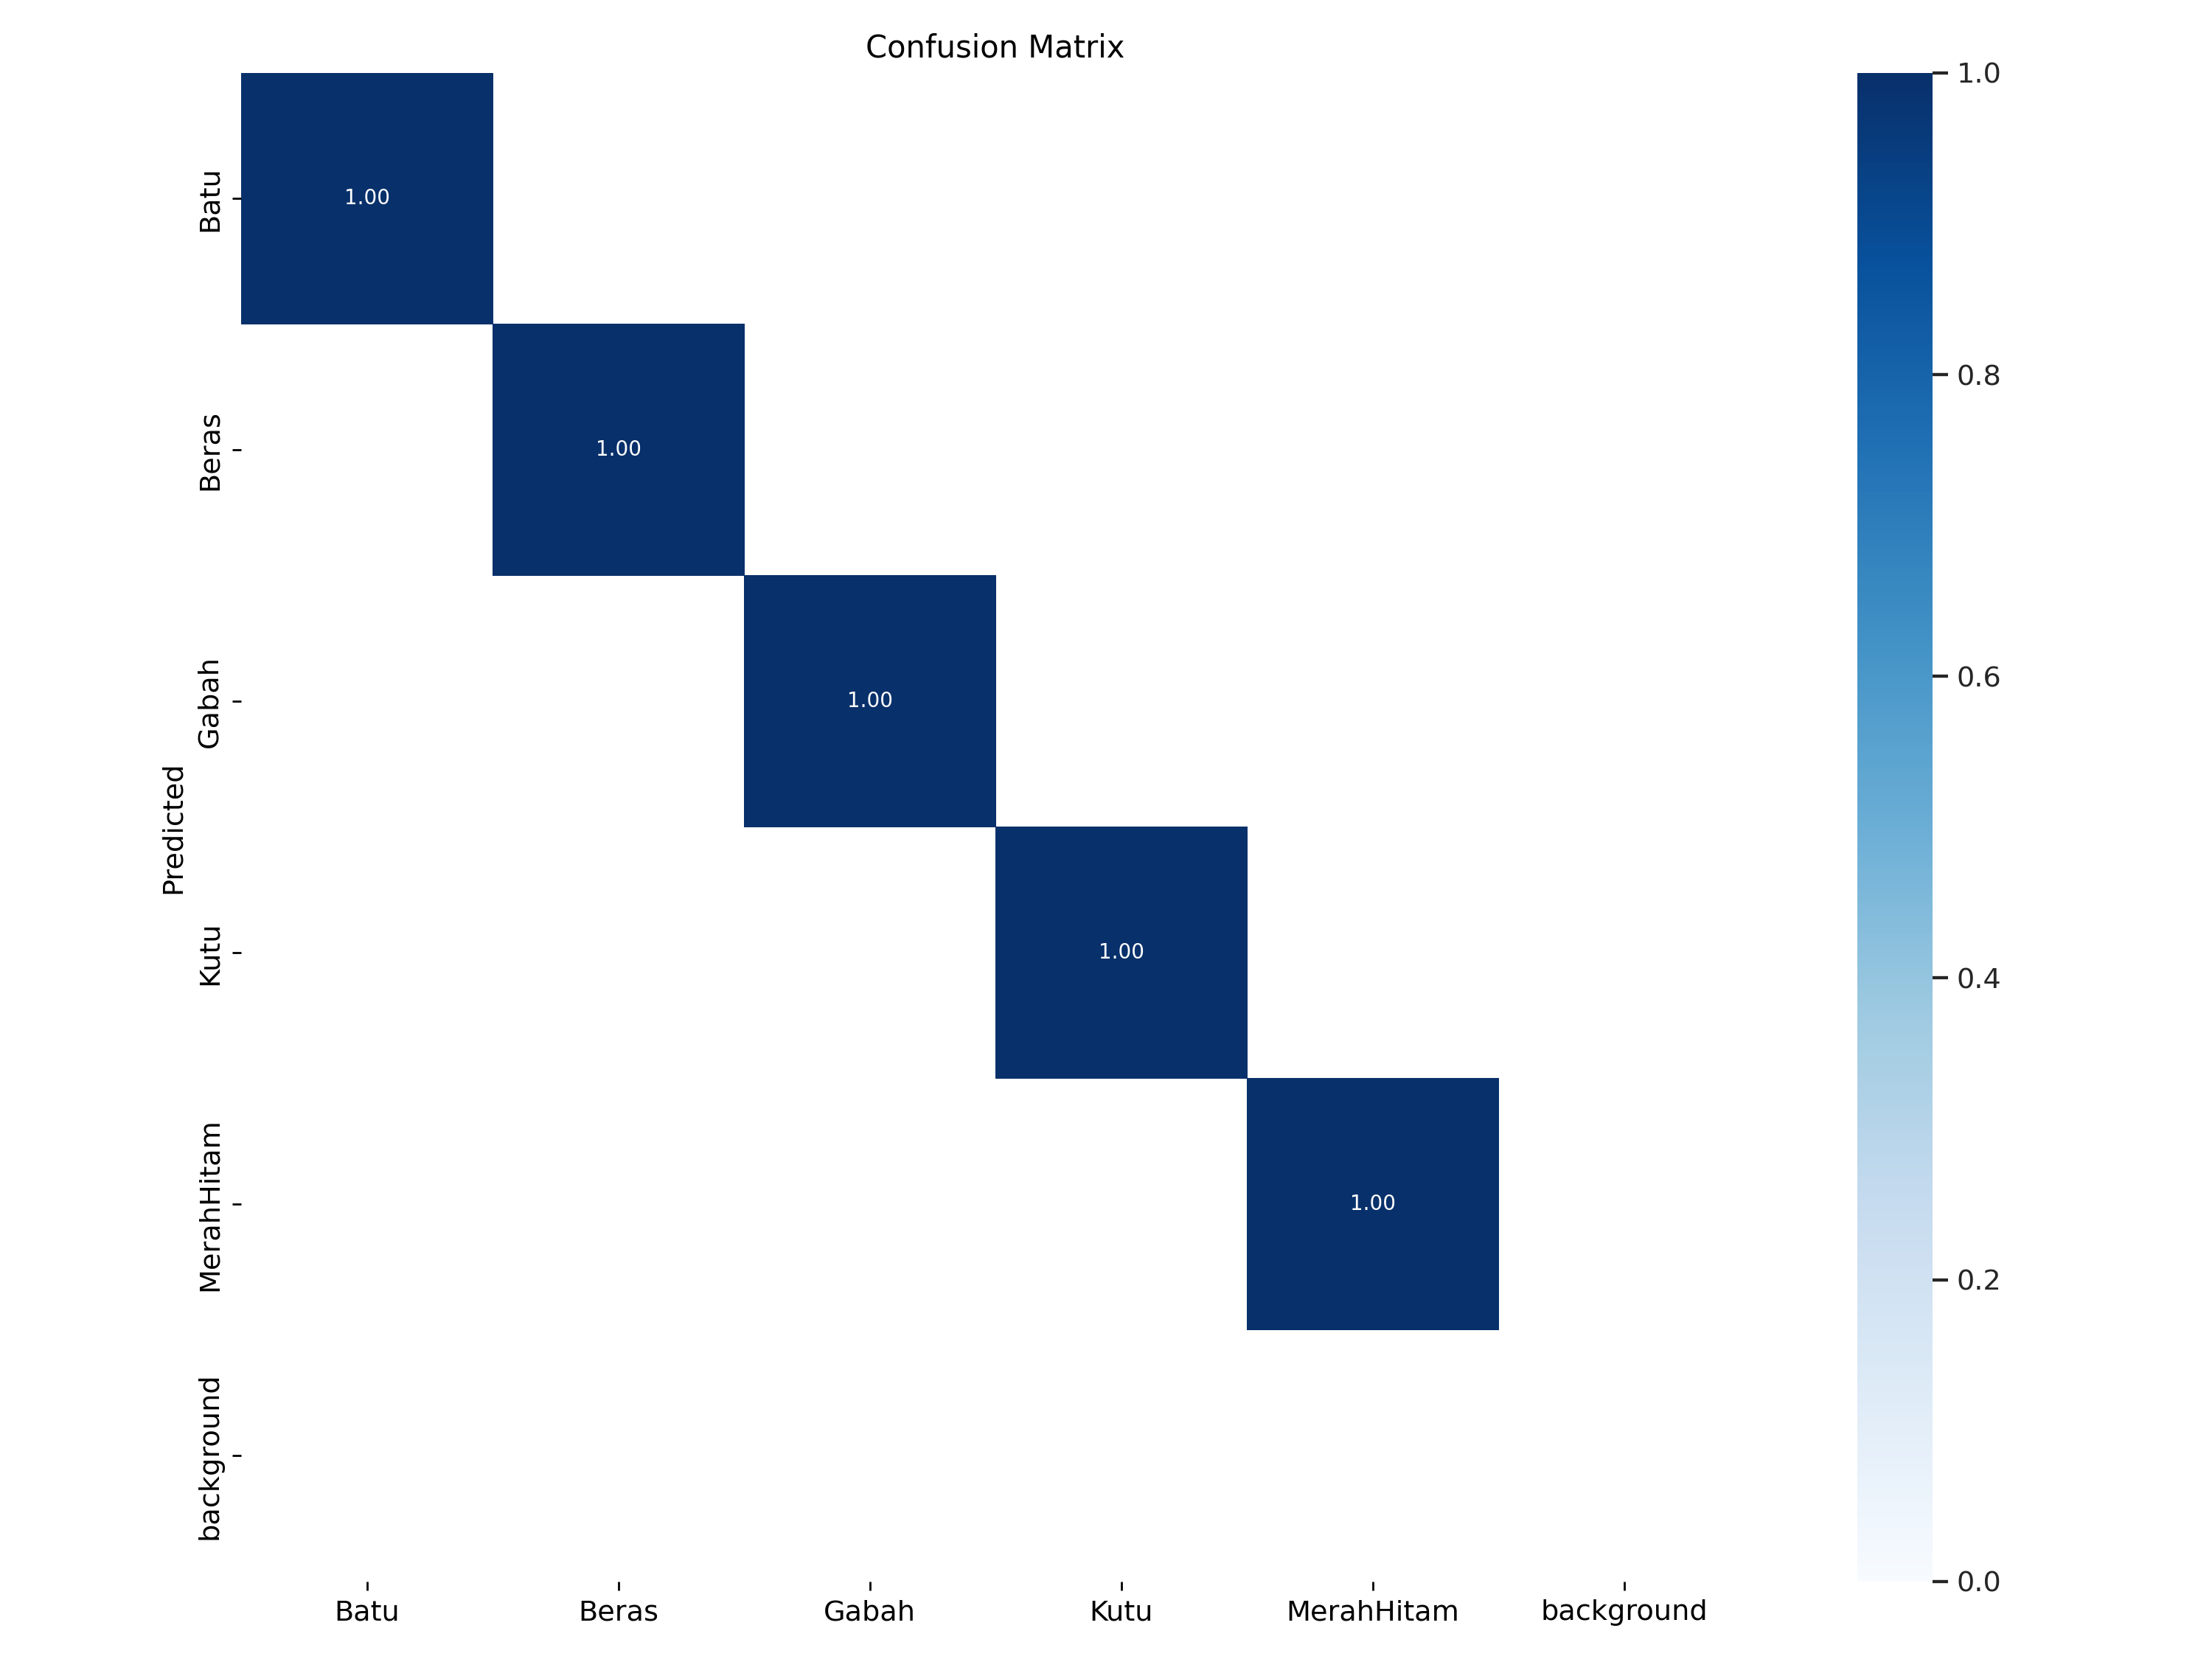 Confusion Matrix
Predicted
Batu
1.00
Beras
1.00
Gabah
1.00
Kutu
1.00
MerahHitam
1.00
background
Batu Beras Gabah Kutu MerahHitam background
1.0
0.8
0.6
0.4
0.2
0.0